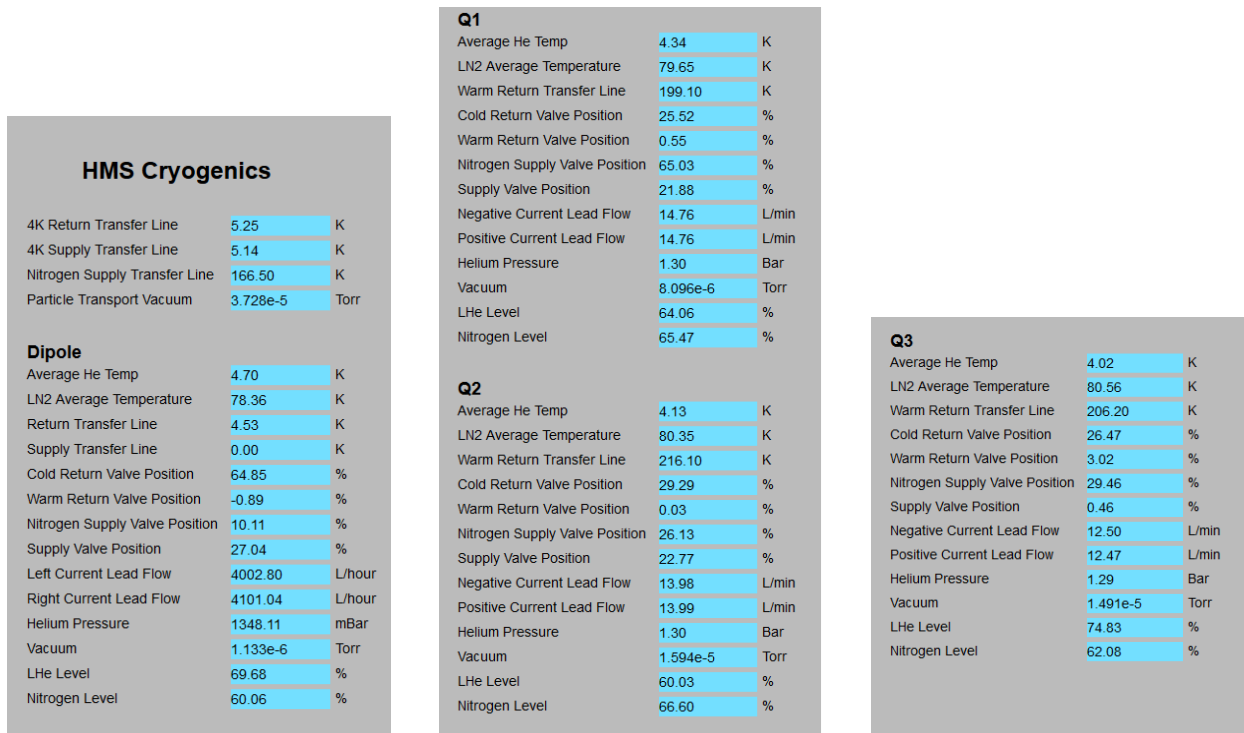 HMS Cryogenics
4K Return Transfer Line 5.25 K
4K Supply Transfer Line 5.14 K
Nitrogen Supply Transfer Line 166.50 K
Particle Transport Vacuum 3.728e-5 Torr
Dipole
Average He Temp 4.70 K
LN2 Average Temperature 78.36 K
Return Transfer Line 4.53 K
Supply Transfer Line 0.00 K
Cold Return Valve Position 64.85 %
Warm Return Valve Position -0.89 %
Nitrogen Supply Valve Position 10.11 %
Supply Valve Position 27.04 %
Left Current Lead Flow 4002.80 L/hour
Right Current Lead Flow 4101.04 L/hour
Helium Pressure 1348.11 mBar
Vacuum 1.133e-6 Torr
LHe Level 69.68 %
Nitrogen Level 60.06 %
Q1
Average He Temp 4.34 K
LN2 Average Temperature 79.65 K
Warm Return Transfer Line 199.10 K
Cold Return Valve Position 25.52 %
Warm Return Valve Position 0.55 %
Nitrogen Supply Valve Position 65.03 %
Supply Valve Position 21.88 %
Negative Current Lead Flow 14.76 L/min
Positive Current Lead Flow 14.76 L/min
Helium Pressure 1.30 Bar
Vacuum 8.096e-6 Torr
LHe Level 64.06 %
Nitrogen Level 65.47 %
Q2
Average He Temp 4.13 K
LN2 Average Temperature 80.35 K
Warm Return Transfer Line 216.10 K
Cold Return Valve Position 29.29 %
Warm Return Valve Position 0.03 %
Nitrogen Supply Valve Position 26.13 %
Supply Valve Position 22.77 %
Negative Current Lead Flow 13.98 L/min
Positive Current Lead Flow 13.99 L/min
Helium Pressure 1.30 Bar
Vacuum 1.594e-5 Torr
LHe Level 60.03 %
Nitrogen Level 66.60 %
Q3
Average He Temp 4.02 K
LN2 Average Temperature 80.56 K
Warm Return Transfer Line 206.20 K
Cold Return Valve Position 26.47 %
Warm Return Valve Position 3.02 %
Nitrogen Supply Valve Position 29.46 %
Supply Valve Position 0.46 %
Negative Current Lead Flow 12.50 L/min
Positive Current Lead Flow 12.47 L/min
Helium Pressure 1.29 Bar
Vacuum 1.491e-5 Torr
LHe Level 74.83 %
Nitrogen Level 62.08 %